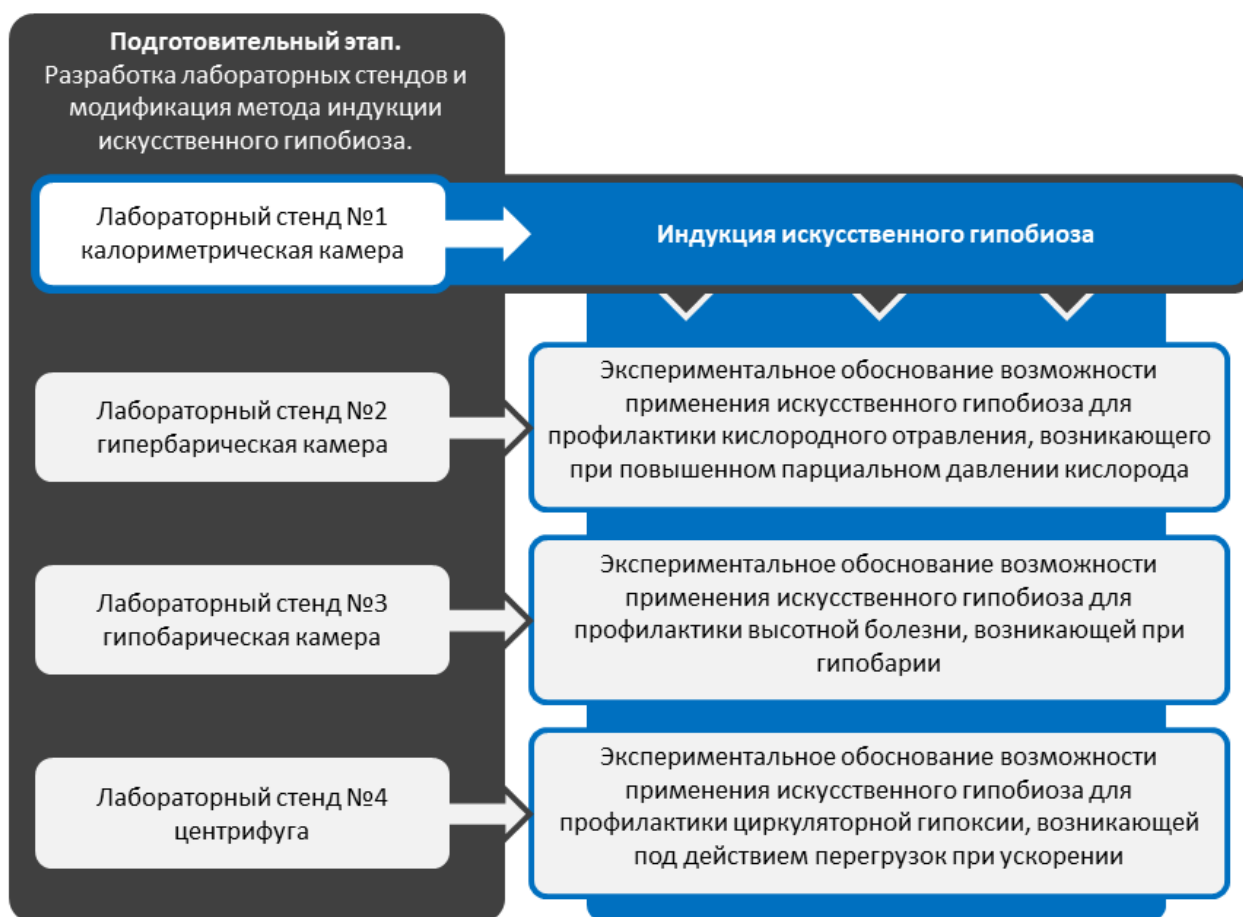 Подготовительный этап.
Разработка лабораторных стендов и
модификация метода индукции
искусственного гипобиоза.
Лабораторный стенд №1
калориметрическая камера
Индукция искусственного гипобиоза
Лабораторный стенд №2
гипербарическая камера
Экспериментальное обоснование возможности
применения искусственного гипобиоза для
профилактики кислородного отравления, возникающего
при повышенном парциальном давлении кислорода
Лабораторный стенд №3
гипобарическая камера
Экспериментальное обоснование возможности
применения искусственного гипобиоза для
профилактики высотной болезни, возникающей при
гипобарии
Лабораторный стенд №4
центрифуга
Экспериментальное обоснование возможности
применения искусственного гипобиоза для
профилактики циркуляторной гипоксии, возникающей
под действием перегрузок при ускорении